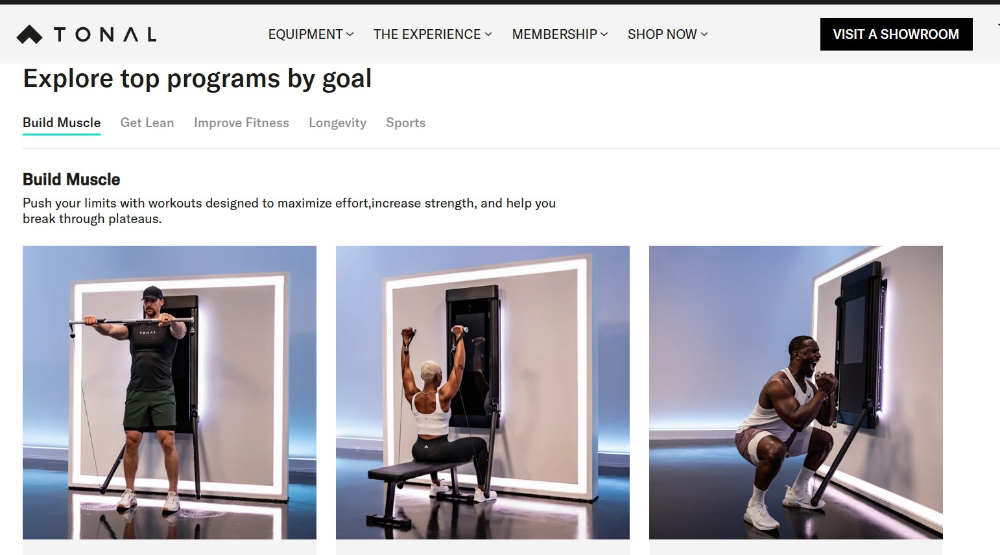 TONAL
EQUIPMENT
THE EXPERIENCE
MEMBERSHIP
SHOP NOW
VISIT A SHOWROOM
Explore top programs by goal
Build Muscle
Get Lean
Improve Fitness
Longevity
Sports
Build Muscle
Push your limits with workouts designed to maximize effort,increase strength, and help you
break through plateaus.
TONAL